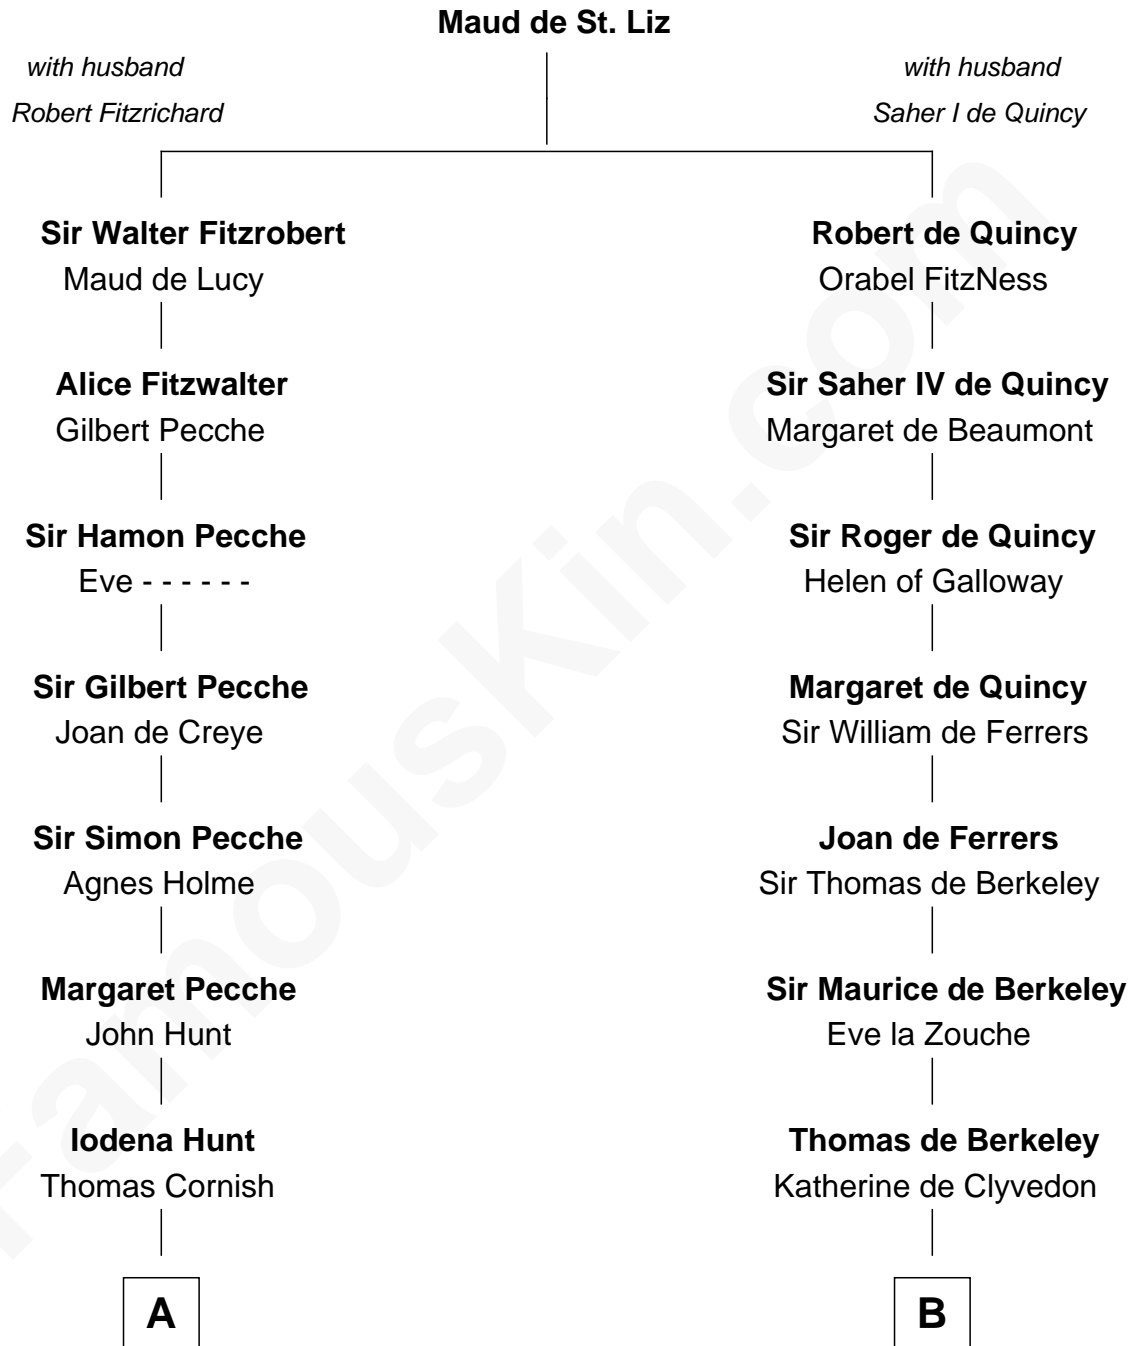 Maud de St. Liz
with husband
Robert Fitzrichard
with husband
Saher I de Quincy
Sir Walter Fitzrobert
Maud de Lucy
Robert de Quincy
Orabel FitzNess
Alice Fitzwalter
Gilbert Pecche
Sir Saher IV de Quincy
Margaret de Beaumont
Sir Hamon Pecche
Eve - - - - - -
Sir Roger de Quincy
Helen of Galloway
Sir Gilbert Pecche
Joan de Creye
Margaret de Quincy
Sir William de Ferrers
Sir Simon Pecche
Agnes Holme
Joan de Ferrers
Sir Thomas de Berkeley
Margaret Pecche
John Hunt
Sir Maurice de Berkeley
Eve la Zouche
Iodena Hunt
Thomas Cornish
Thomas de Berkeley
Katherine de Clyvedon
A
B
FamousKin.com